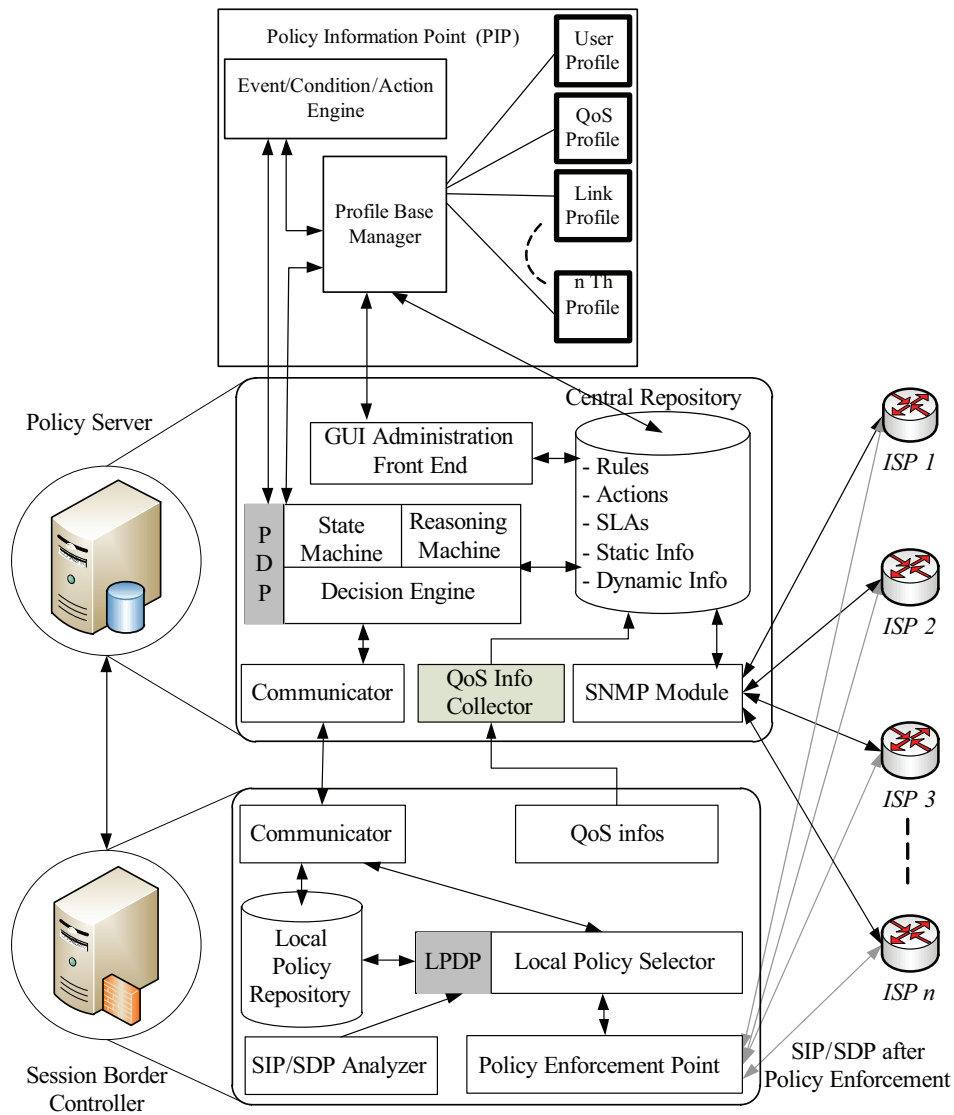 Policy Information Point (PIP)
Event/Condition/Action
Engine
Profile Base
Manager
User
Profile
QoS
Profile
Link
Profile
n Th
Profile
Policy Server
Central Repository
GUI Administration
Front End
- Rules
- Actions
- SLAs
- Static Info
- Dynamic Info
P
D
P
State
Machine
Reasoning
Machine
Decision Engine
Communicator
QoS Info
Collector
SNMP Module
ISP 1
ISP 2
ISP 3
ISP n
Communicator
QoS infos
Local
Policy
Repository
LPDP
Local Policy Selector
SIP/SDP Analyzer
Policy Enforcement Point
Session Border
Controller
SIP/SDP after
Policy Enforcement